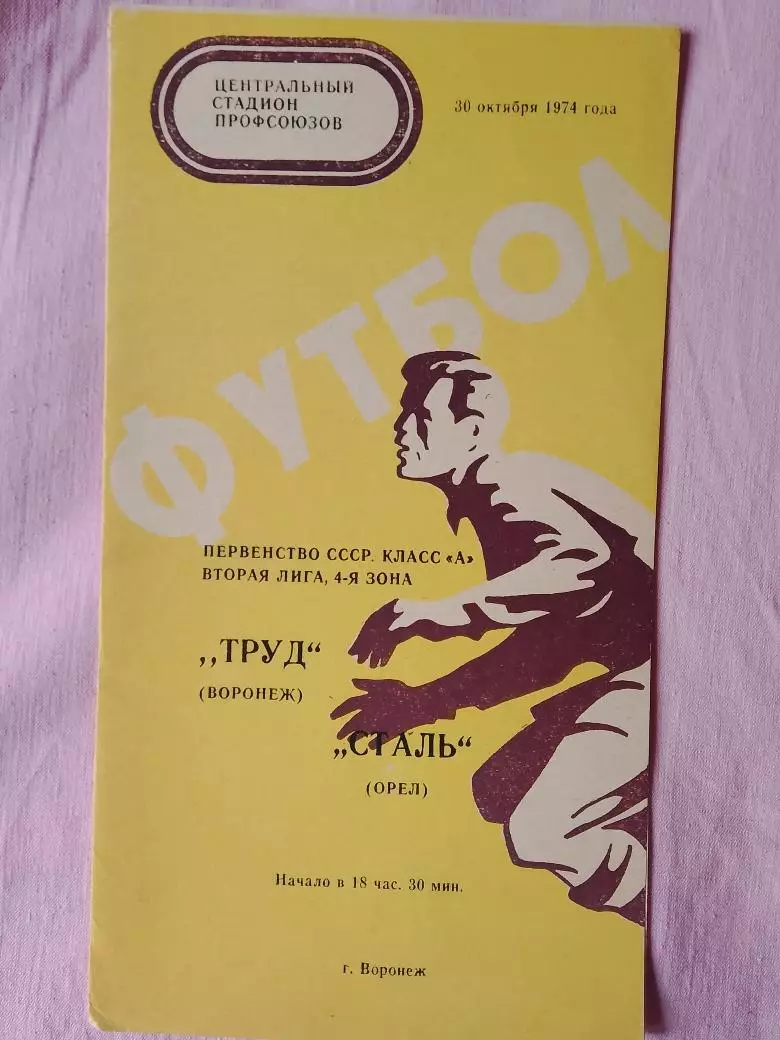 ЦЕНТРАЛЬНЫЙ
СТАДИОН
ПРОФСОЮЗОВ
30 октября 1974 года
ФУТБОЛ
ПЕРВЕНСТВО СССР. КЛАСС «А»
ВТОРАЯ ЛИГА, 4-Я ЗОНА
„ТРУД“
(ВОРОНЕЖ)
„СТАЛЬ“
(ОРЕЛ)
Начало в 18 час. 30 мин.
г. Воронеж